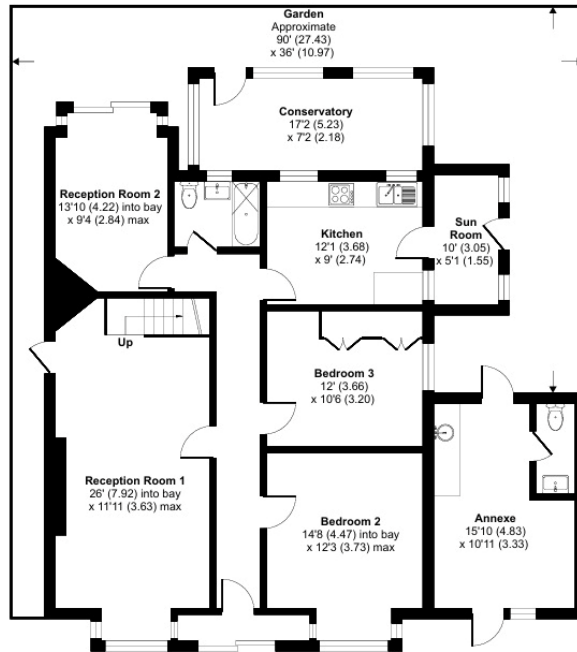 Garden
Approximate
90' (27.43)
x 36' (10.97)
Conservatory
17'2 (5.23)
x 7'2 (2.18)
Reception Room 2
13'10 (4.22) into bay
x 9'4 (2.84) max
Kitchen
12'1 (3.68)
x 9' (2.74)
Sun
Room
10' (3.05)
x 5'1 (1.55)
Up
Bedroom 3
12' (3.66)
x 10'6 (3.20)
Reception Room 1
26' (7.92) into bay
x 11'11 (3.63) max
Bedroom 2
14'8 (4.47) into bay
x 12'3 (3.73) max
Annexe
15'10 (4.83)
x 10'11 (3.33)